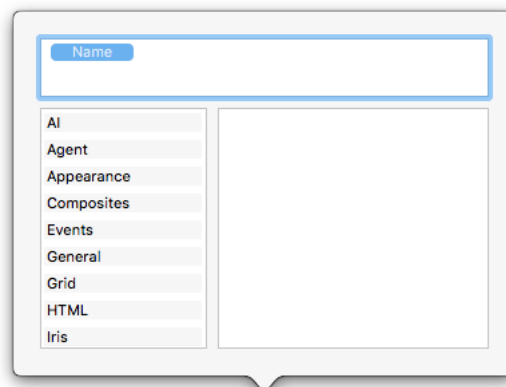 Name
AI
Agent
Appearance
Composites
Events
General
Grid
HTML
Iris